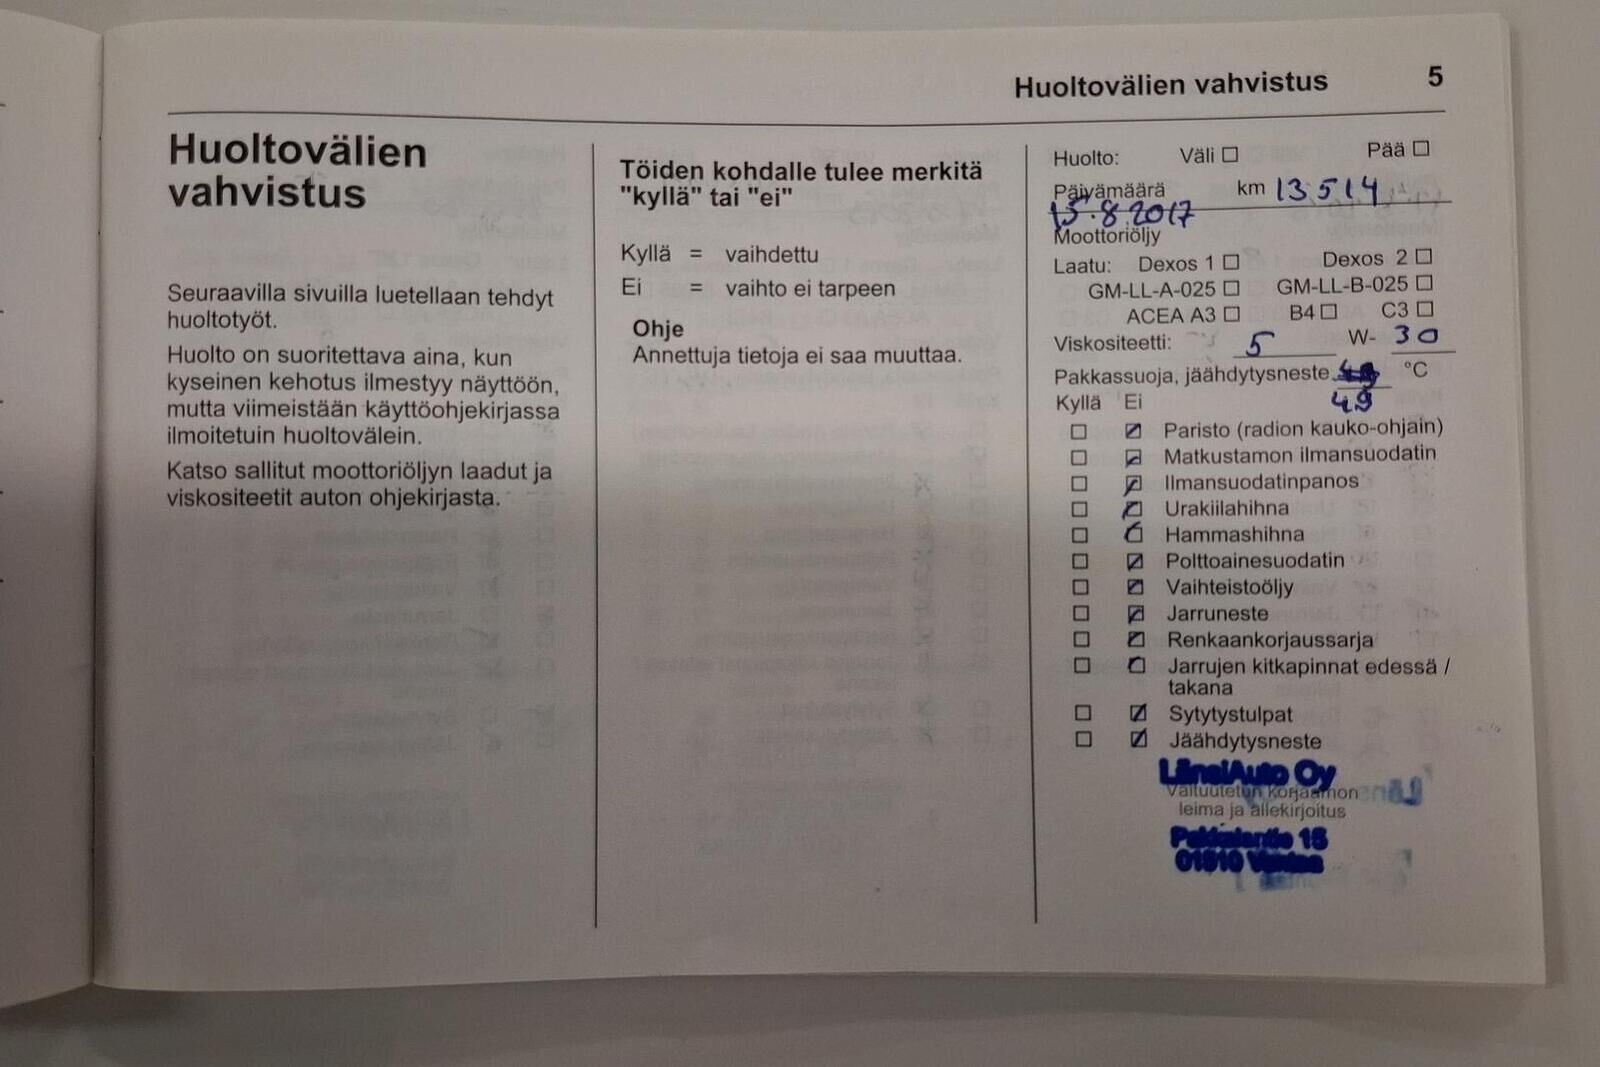 Huoltovälien vahvistus 5
Huoltovälien
vahvistus
Seuraavilla sivuilla luetellaan tehdyt
huoltotyöt.
Huolto on suoritettava aina, kun
kyseinen kehotus ilmestyy näyttöön,
mutta viimeistään käyttöohjekirjassa
ilmoitetuin huoltovälein.
Katso sallitut moottoriöljyn laadut ja
viskositeetit auton ohjekirjasta.
Töiden kohdalle tulee merkitä
"kyllä" tai "ei"
Kyllä = vaihdettu
Ei = vaihto ei tarpeen
Ohje
Annettuja tietoja ei saa muuttaa.
Huolto: Väli Pää
Päivämäärä km 13514
15.8.2017
Moottoriöljy
Laatu: Dexos 1 Dexos 2
GM-LL-A-025 GM-LL-B-025
ACEA A3 B4 C3
Viskositeetti: 5 W- 30
Pakkassuoja, jäähdytysneste °C
49
Kyllä Ei
Paristo (radion kauko-ohjain)
Matkustamon ilmansuodatin
Ilmansuodatinpanos
Urakiilahihna
Hammashihna
Polttoainesuodatin
Vaihteistoöljy
Jarruneste
Renkaankorjaussarja
Jarrujen kitkapinnat edessä /
takana
Sytytystulpat
Jäähdytysneste
LänsiAuto Oy
Valtuutetun korjaamon
leima ja allekirjoitus
15
Vantaa